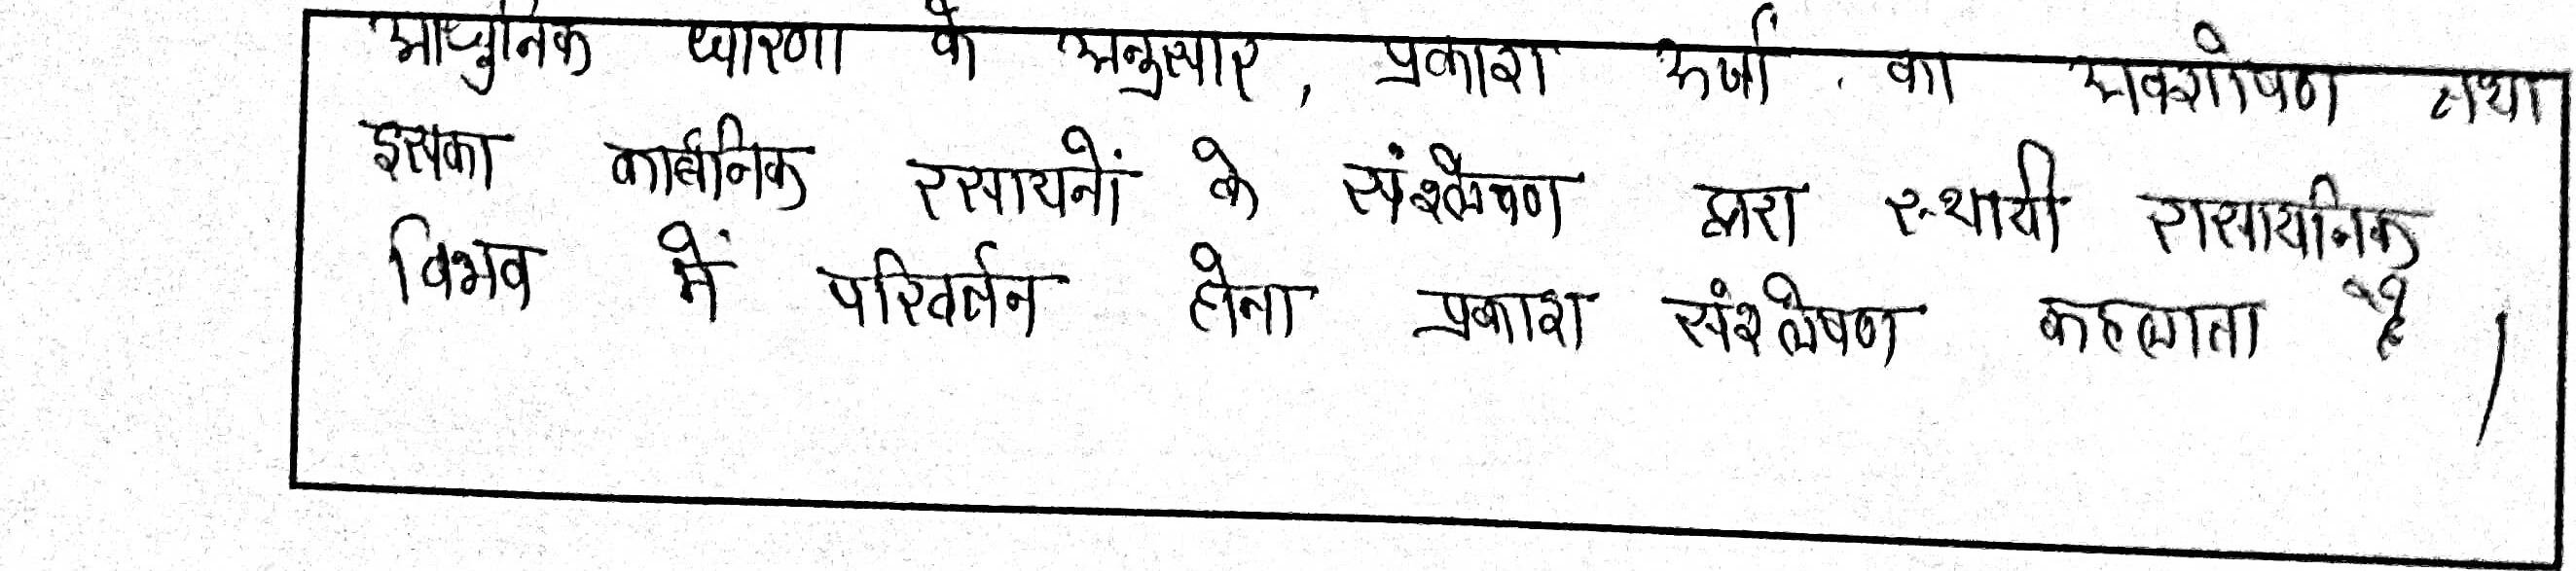 आधुनिक धारणा के अनुसार, प्रकाश ऊर्जा का अवशोषण तथा
इसका कार्बनिक रसायनों के संश्लेषण द्वारा स्थायी रासायनिक
विभव में परिवर्तन होना प्रकाश संश्लेषण कहलाता है।